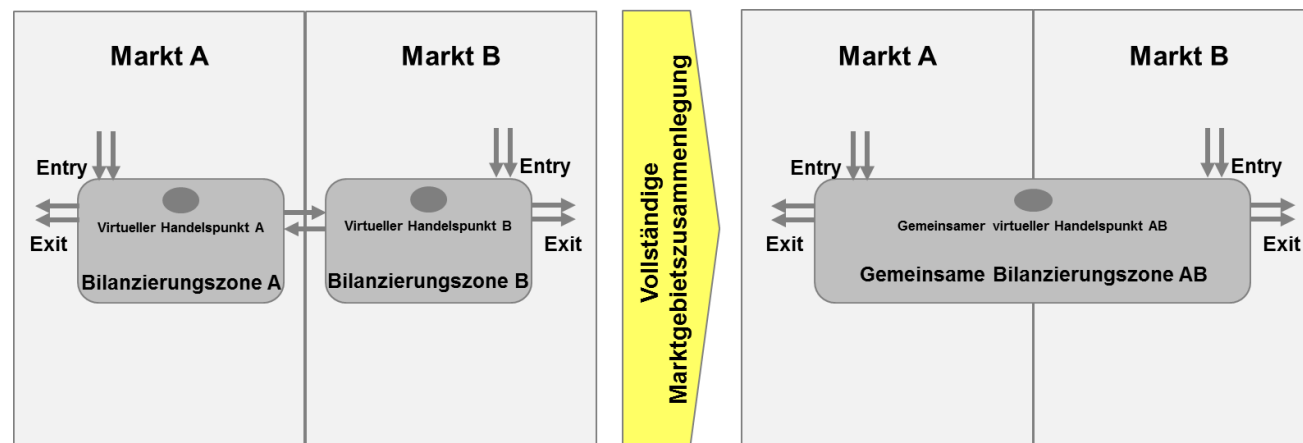 Markt A
Markt B
Entry
Entry
Virtueller Handelspunkt A
Virtueller Handelspunkt B
Exit
Exit
Bilanzierungszone A
Bilanzierungszone B
Vollständige
Marktgebietszusammenlegung
Markt A
Markt B
Entry
Entry
Gemeinsamer virtueller Handelspunkt AB
Exit
Exit
Gemeinsame Bilanzierungszone AB